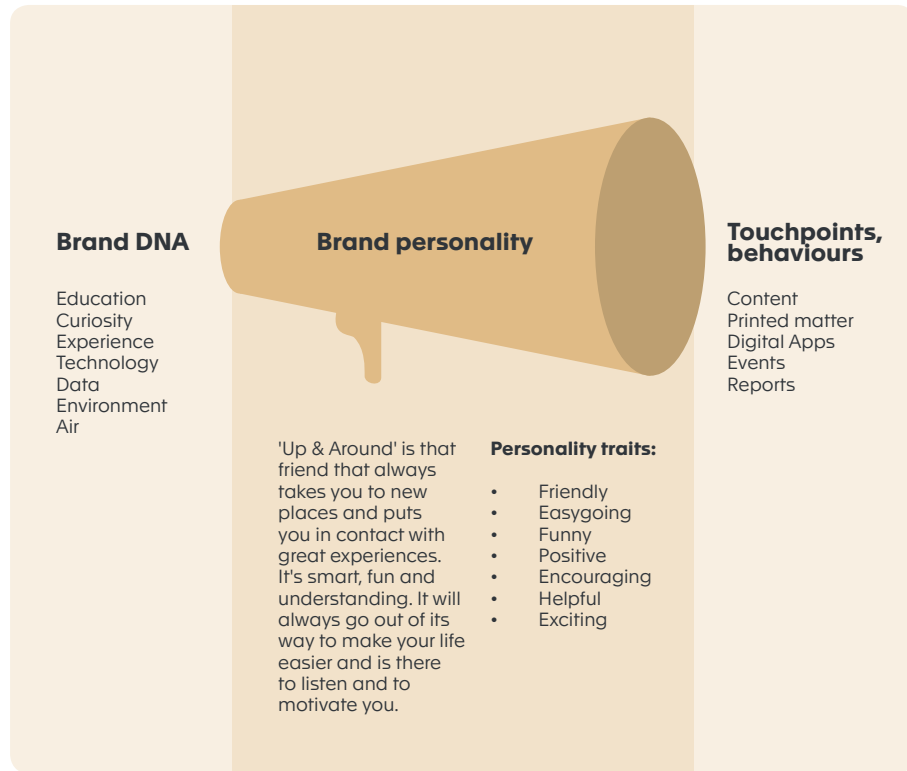 Brand DNA
Education
Curiosity
Experience
Technology
Data
Environment
Air
Brand personality
'Up & Around' is that
friend that always
takes you to new
places and puts
you in contact with
great experiences.
It's smart, fun and
understanding. It will
always go out of its
way to make your life
easier and is there
to listen and to
motivate you.
Personality traits:
• Friendly
• Easygoing
• Funny
• Positive
• Encouraging
• Helpful
• Exciting
Touchpoints,
behaviours
Content
Printed matter
Digital Apps
Events
Reports